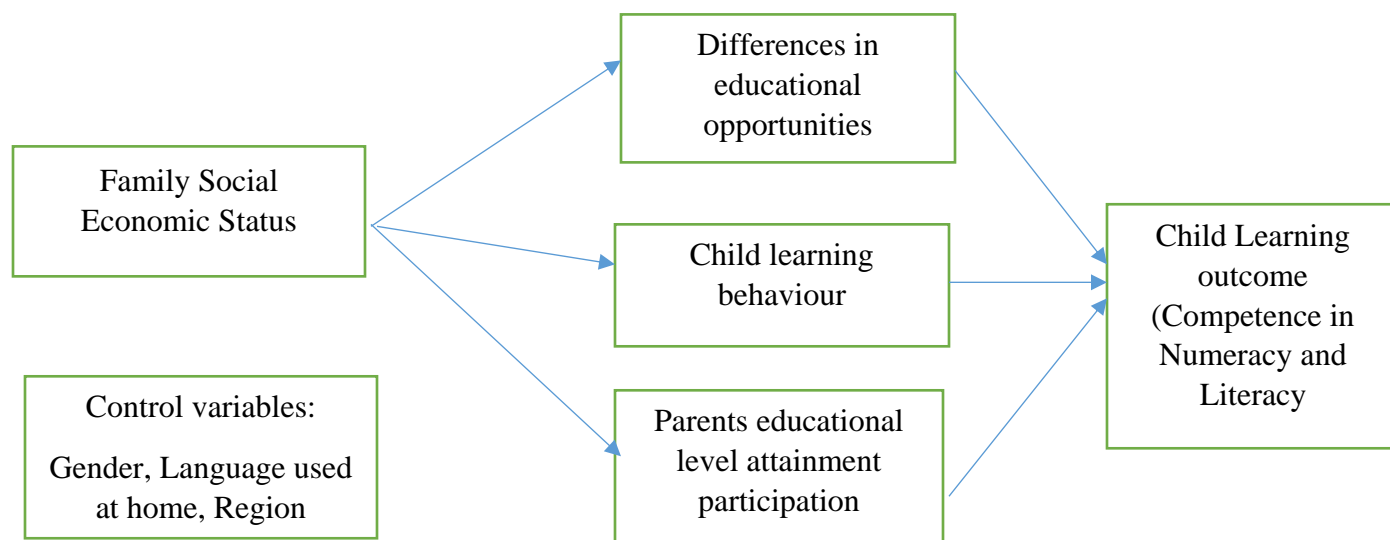 Family Social
Economic Status
Control variables:
Gender, Language used
at home, Region
Differences in
educational
opportunities
Child learning
behaviour
Parents educational
level attainment
participation
Child Learning
outcome
(Competence in
Numeracy and
Literacy